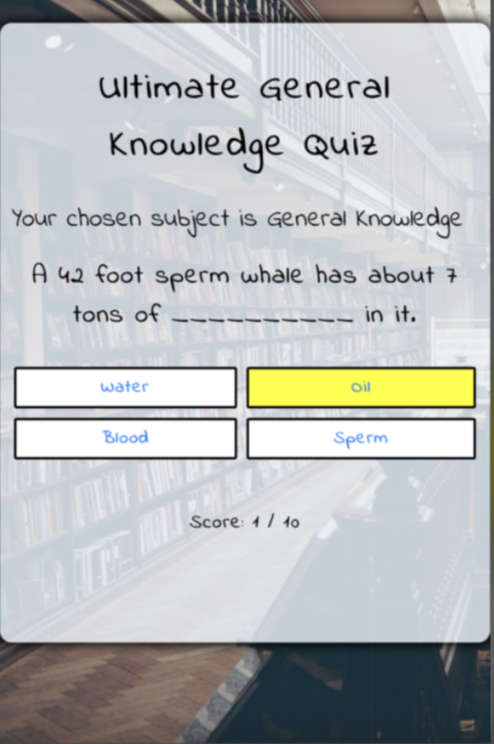 Ultimate General
Knowledge Quiz
Your chosen subject is General Knowledge
A 42 foot sperm whale has about 7
tons of __________ in it.
Water
Oil
Blood
Sperm
Score: 1 / 10